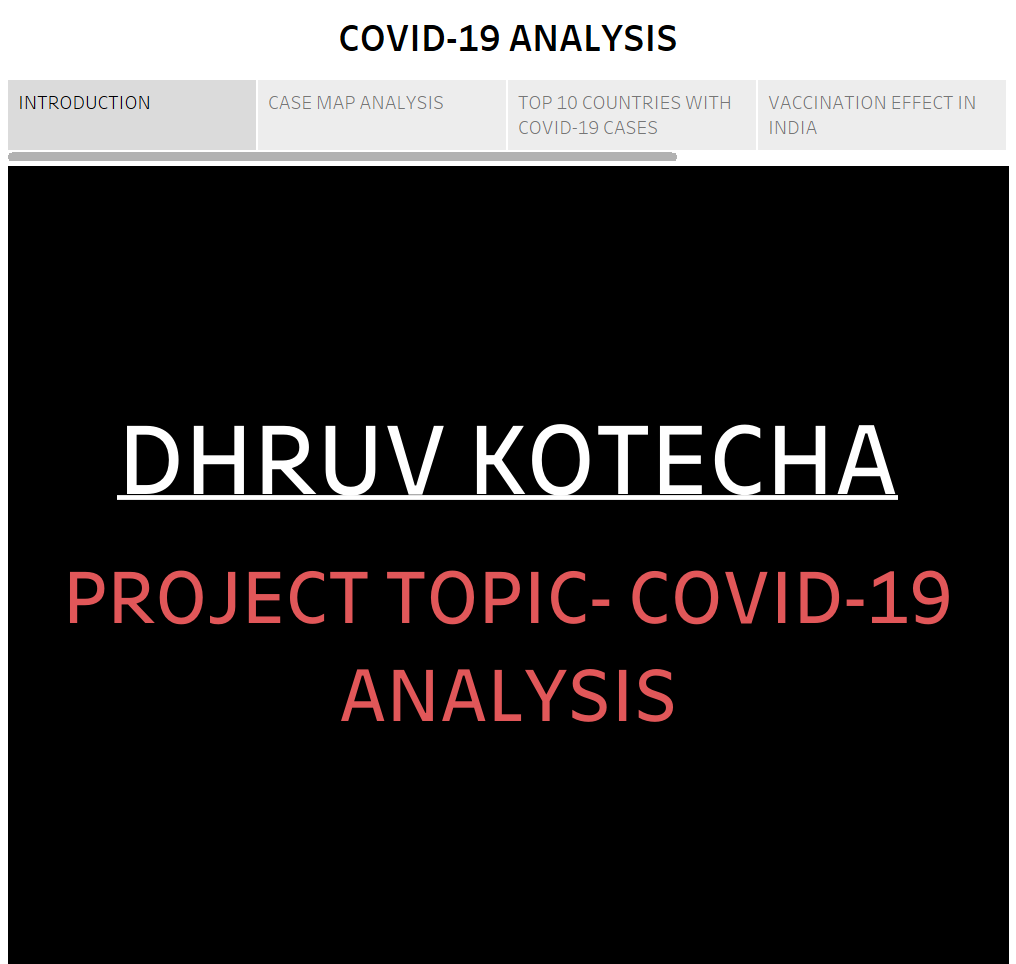 COVID-19 ANALYSIS
INTRODUCTION
CASE MAP ANALYSIS
TOP 10 COUNTRIES WITH
COVID-19 CASES
VACCINATION EFFECT IN
INDIA
DHRUV KOTECHA
PROJECT TOPIC- COVID-19
ANALYSIS